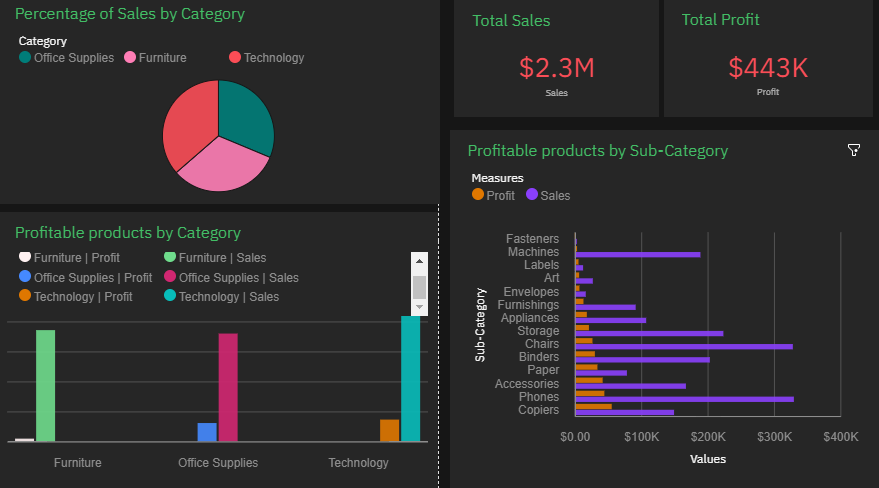 Percentage of Sales by Category
Category
Office Supplies Furniture Technology
Total Sales
$2.3M
Sales
Total Profit
$443K
Profit
Profitable products by Category
Furniture | Profit Furniture | Sales
Office Supplies | Profit Office Supplies | Sales
Technology | Profit Technology | Sales
Furniture Office Supplies Technology
Profitable products by Sub-Category
Measures
Profit Sales
Sub-Category
Fasteners
Machines
Labels
Art
Envelopes
Furnishings
Appliances
Storage
Chairs
Binders
Paper
Accessories
Phones
Copiers
$0.00 $100K $200K $300K $400K
Values